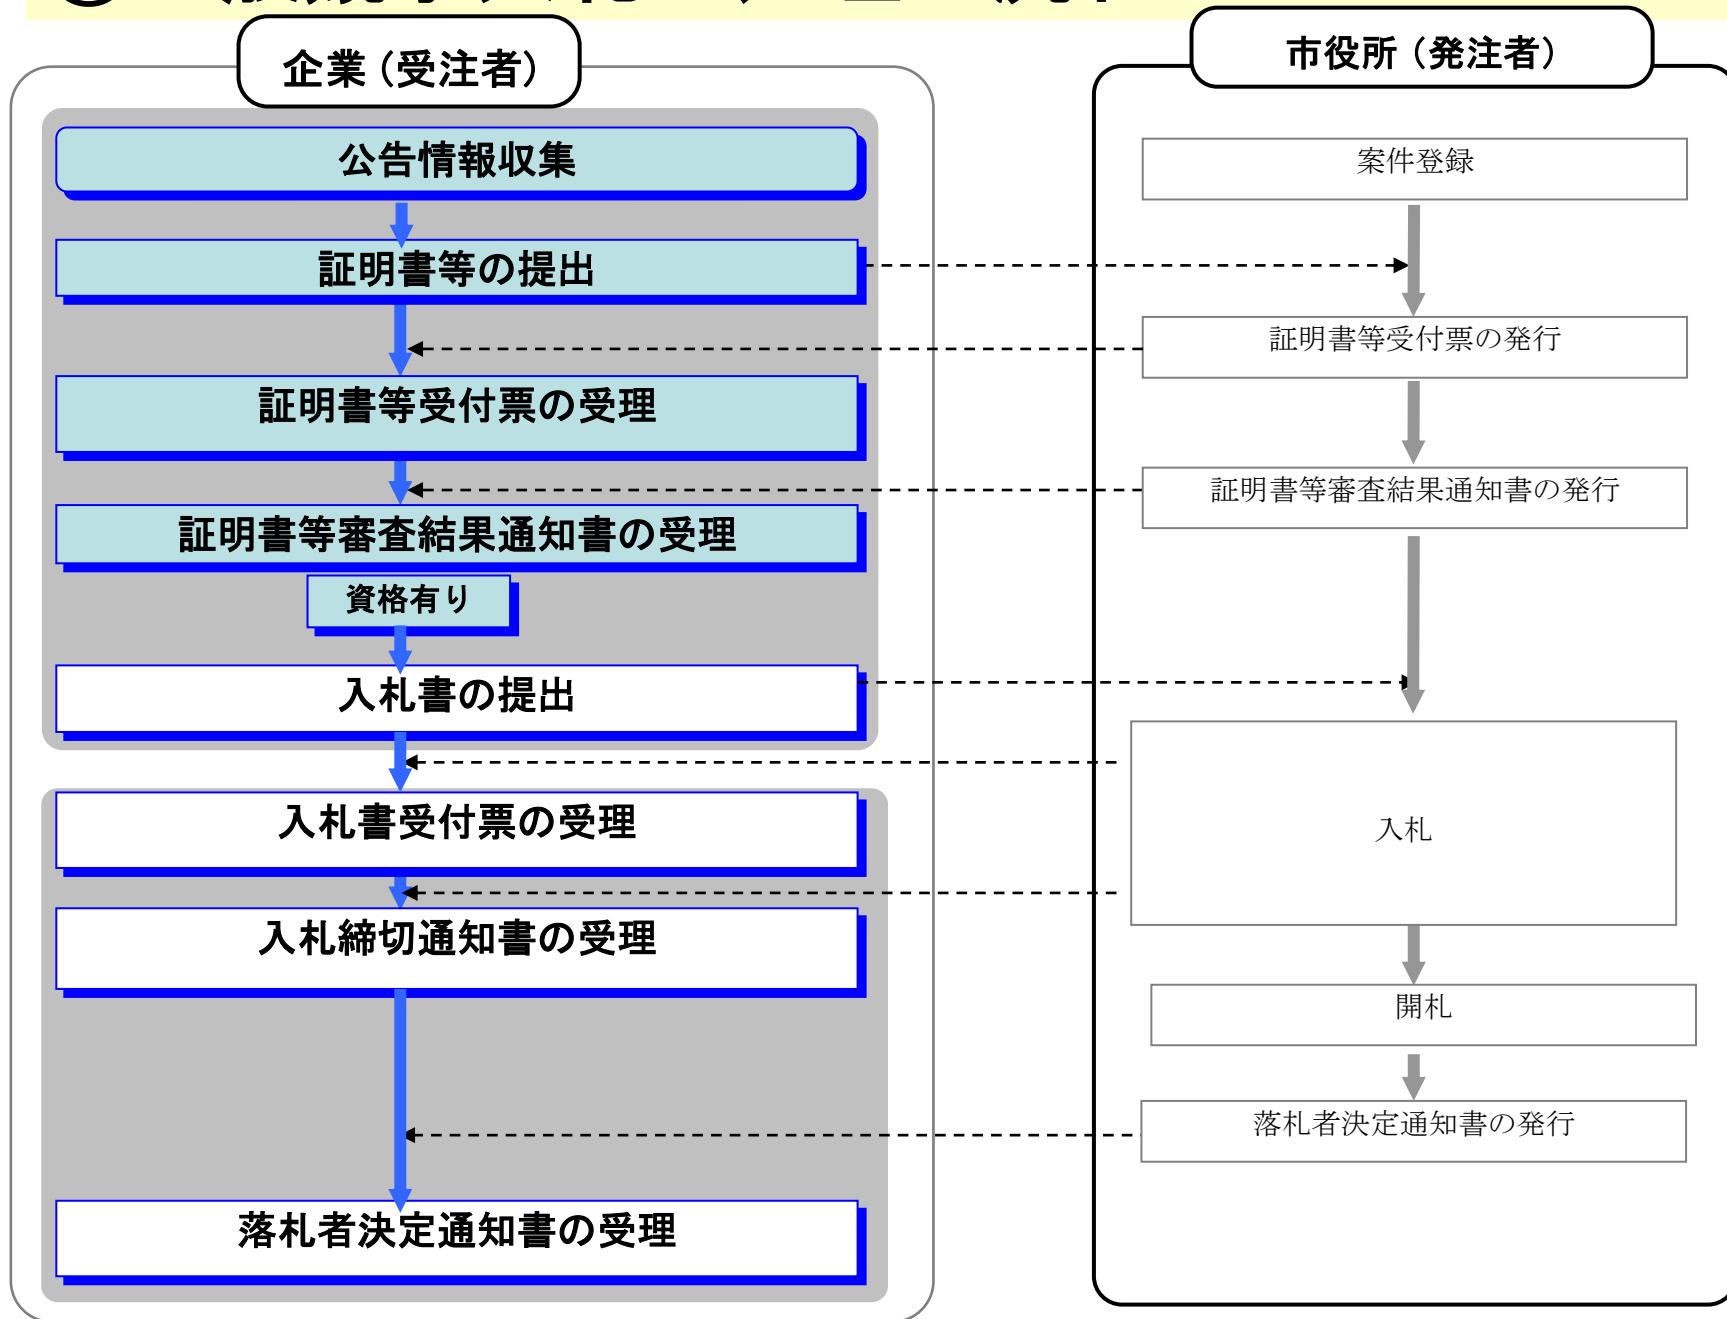 企業（受注者）
市役所（発注者）
公告情報収集
案件登録
証明書等の提出
証明書等受付票の発行
証明書等受付票の受理
証明書等審査結果通知書の発行
証明書等審査結果通知書の受理
資格有り
入札書の提出
入札書受付票の受理
入札
入札締切通知書の受理
開札
落札者決定通知書の発行
落札者決定通知書の受理